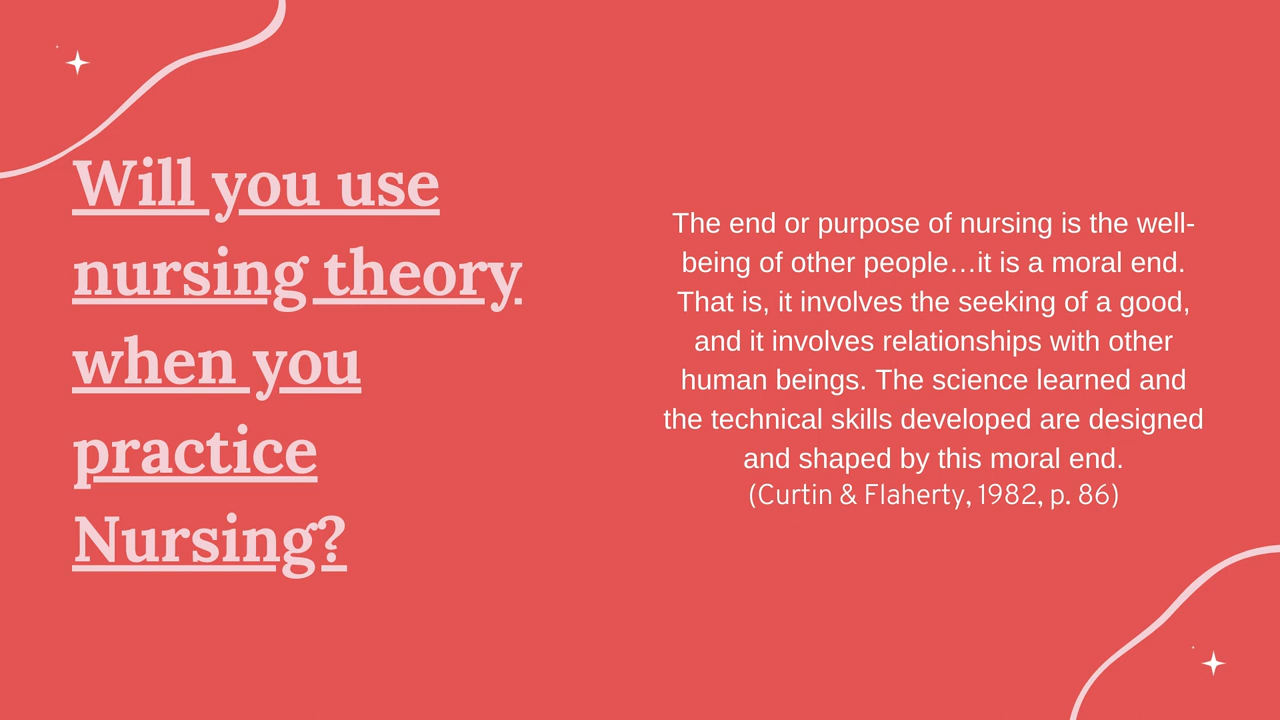 Will you use
nursing theory
when you
practice
Nursing?
The end or purpose of nursing is the well-
being of other people…it is a moral end.
That is, it involves the seeking of a good,
and it involves relationships with other
human beings. The science learned and
the technical skills developed are designed
and shaped by this moral end.
(Curtin & Flaherty, 1982, p. 86)